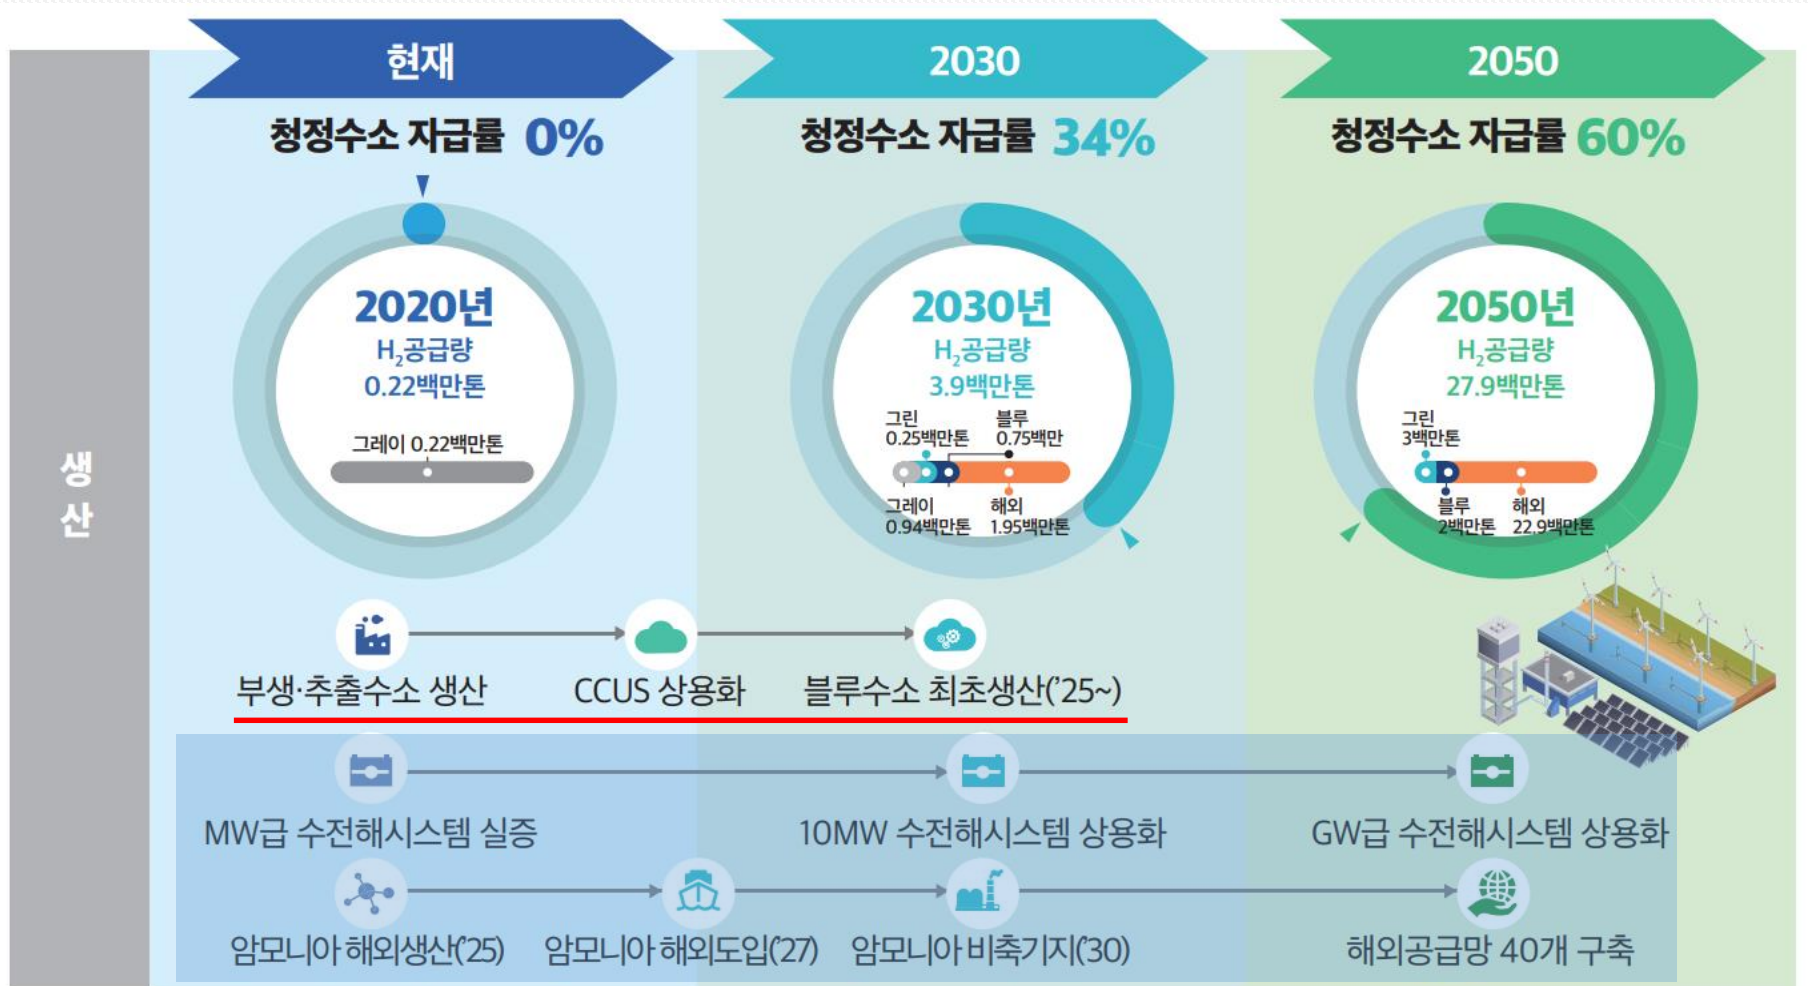 현재
2030
2050
청정수소 자급률 0%
청정수소 자급률 34%
청정수소 자급률 60%
생
산
2020년
H₂공급량
0.22백만톤
그레이 0.22백만톤
2030년
H₂공급량
3.9백만톤
그린
0.25백만톤
블루
0.75백만
그레이
0.94백만톤
해외
1.95백만톤
2050년
H₂공급량
27.9백만톤
그린
3백만톤
블루
2백만톤
해외
22.9백만톤
부생·추출수소 생산
CCUS 상용화
블루수소 최초생산('25~)
MW급 수전해시스템 실증
10MW 수전해시스템 상용화
GW급 수전해시스템 상용화
암모니아 해외생산('25)
암모니아 해외도입('27)
암모니아 비축기지('30)
해외공급망 40개 구축